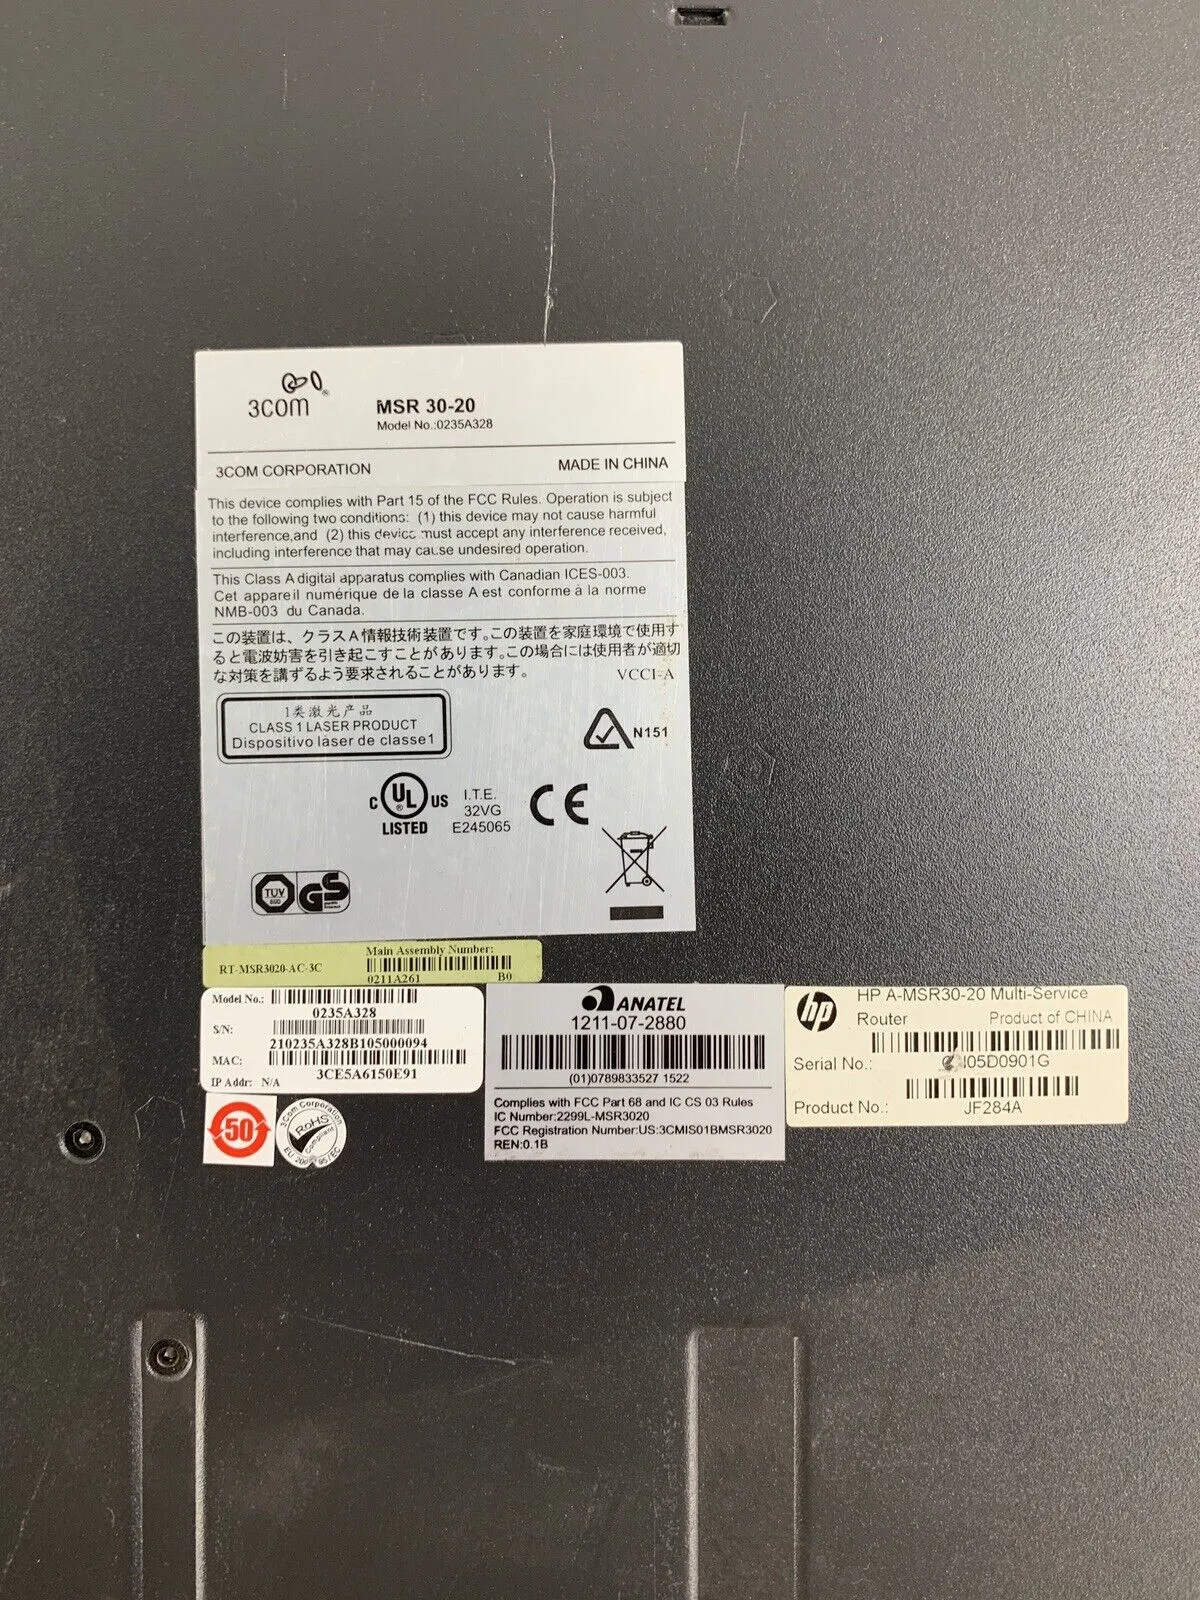 3COM
MSR 30-20
Model No.:0235A328
3COM CORPORATION
MADE IN CHINA
This device complies with Part 15 of the FCC Rules. Operation is subject
to the following two conditions: (1) this device may not cause harmful
interference,and (2) this device must accept any interference received,
including interference that may cause undesired operation.
This Class A digital apparatus complies with Canadian ICES-003.
Cet appareil numérique de la classe A est conforme à la norme
NMB-003 du Canada.
この装置は、クラスA情報技術装置です。この装置を家庭環境で使用す
ると電波妨害を引き起こすことがあります。この場合には使用者が適切
な対策を講ずるよう要求されることがあります。
VCCI-A
1类激光产品
CLASS 1 LASER PRODUCT
Dispositivo láser de classe1
N151
C UL US
®
LISTED
I.T.E.
32VG
E245065
CE
TÜV
GS
RT-MSR3020-AC-3C
Main Assembly Number:
0211A261
B0
Model No.:
0235A328
S/N:
210235A328B105000094
MAC:
3CE5A6150E91
IP Addr: N/A
50
3Com Corporation
RoHS
Compliant
ANATEL
1211-07-2880
(01)0789833527 1522
Complies with FCC Part 68 and IC CS 03 Rules
IC Number:2299L-MSR3020
FCC Registration Number:US:3CMIS01BMSR3020
REN:0.1B
hp
HP A-MSR30-20 Multi-Service
Router
Product of CHINA
Serial No.:
I05D0901G
Product No.:
JF284A